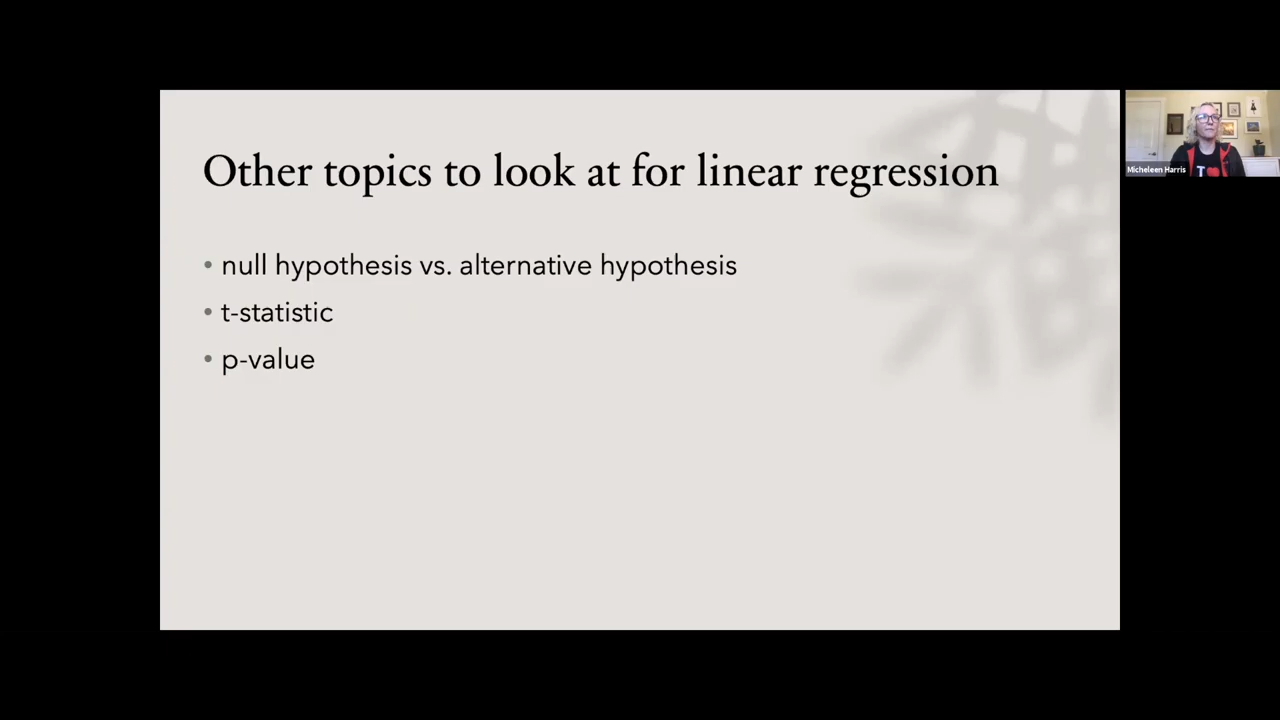 Other topics to look at for linear regression
• null hypothesis vs. alternative hypothesis
• t-statistic
• p-value
Micheleen Harris